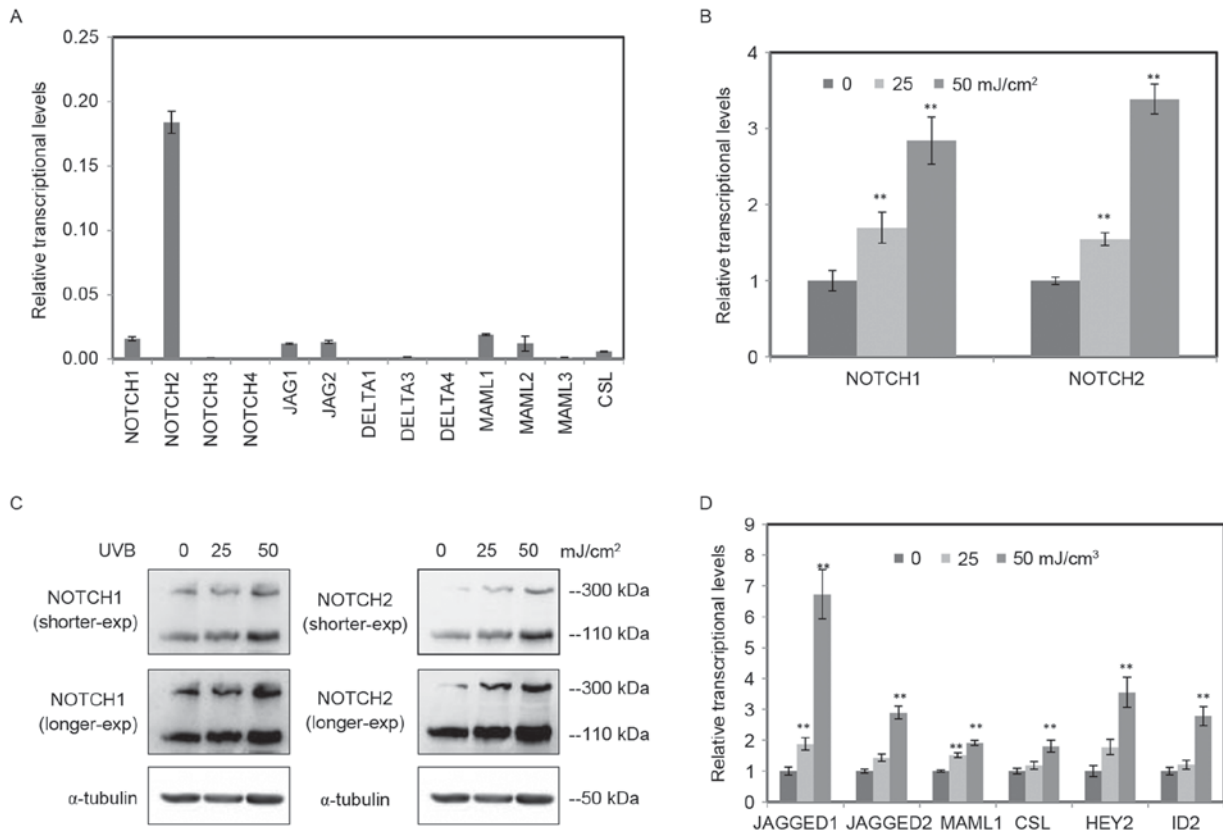 A
0.25
0.20
0.15
0.10
0.05
0.00
Relative transcriptional levels
NOTCH1
NOTCH2
NOTCH3
NOTCH4
JAG1
JAG2
DELTA1
DELTA3
DELTA4
MAML1
MAML2
MAML3
CSL
B
4
3
2
1
0
Relative transcriptional levels
0 25 50 mJ/cm²
** ** ** **
NOTCH1 NOTCH2
C
UVB 0 25 50 0 25 50 mJ/cm²
NOTCH1
(shorter-exp)
NOTCH2
(shorter-exp)
--300 kDa
--110 kDa
NOTCH1
(longer-exp)
NOTCH2
(longer-exp)
--300 kDa
--110 kDa
α-tubulin α-tubulin --50 kDa
D
9
8
7
6
5
4
3
2
1
0
Relative transcriptional levels
0 25 50 mJ/cm³
** ** ** ** ** ** ** **
JAGGED1 JAGGED2 MAML1 CSL HEY2 ID2